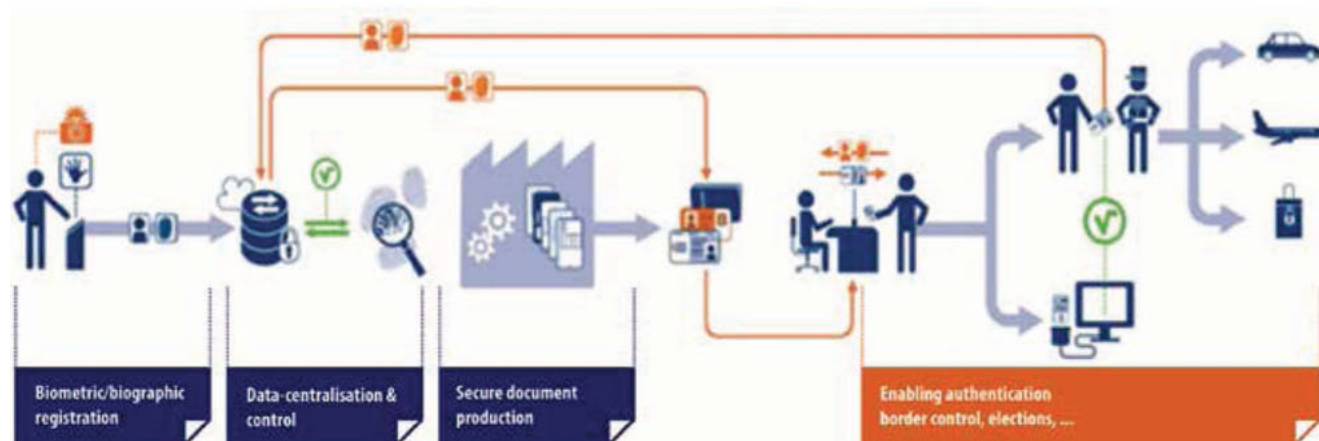 Biometric/biographic
registration
Data-centralisation &
control
Secure document
production
Enabling authentication
border control, elections, ...